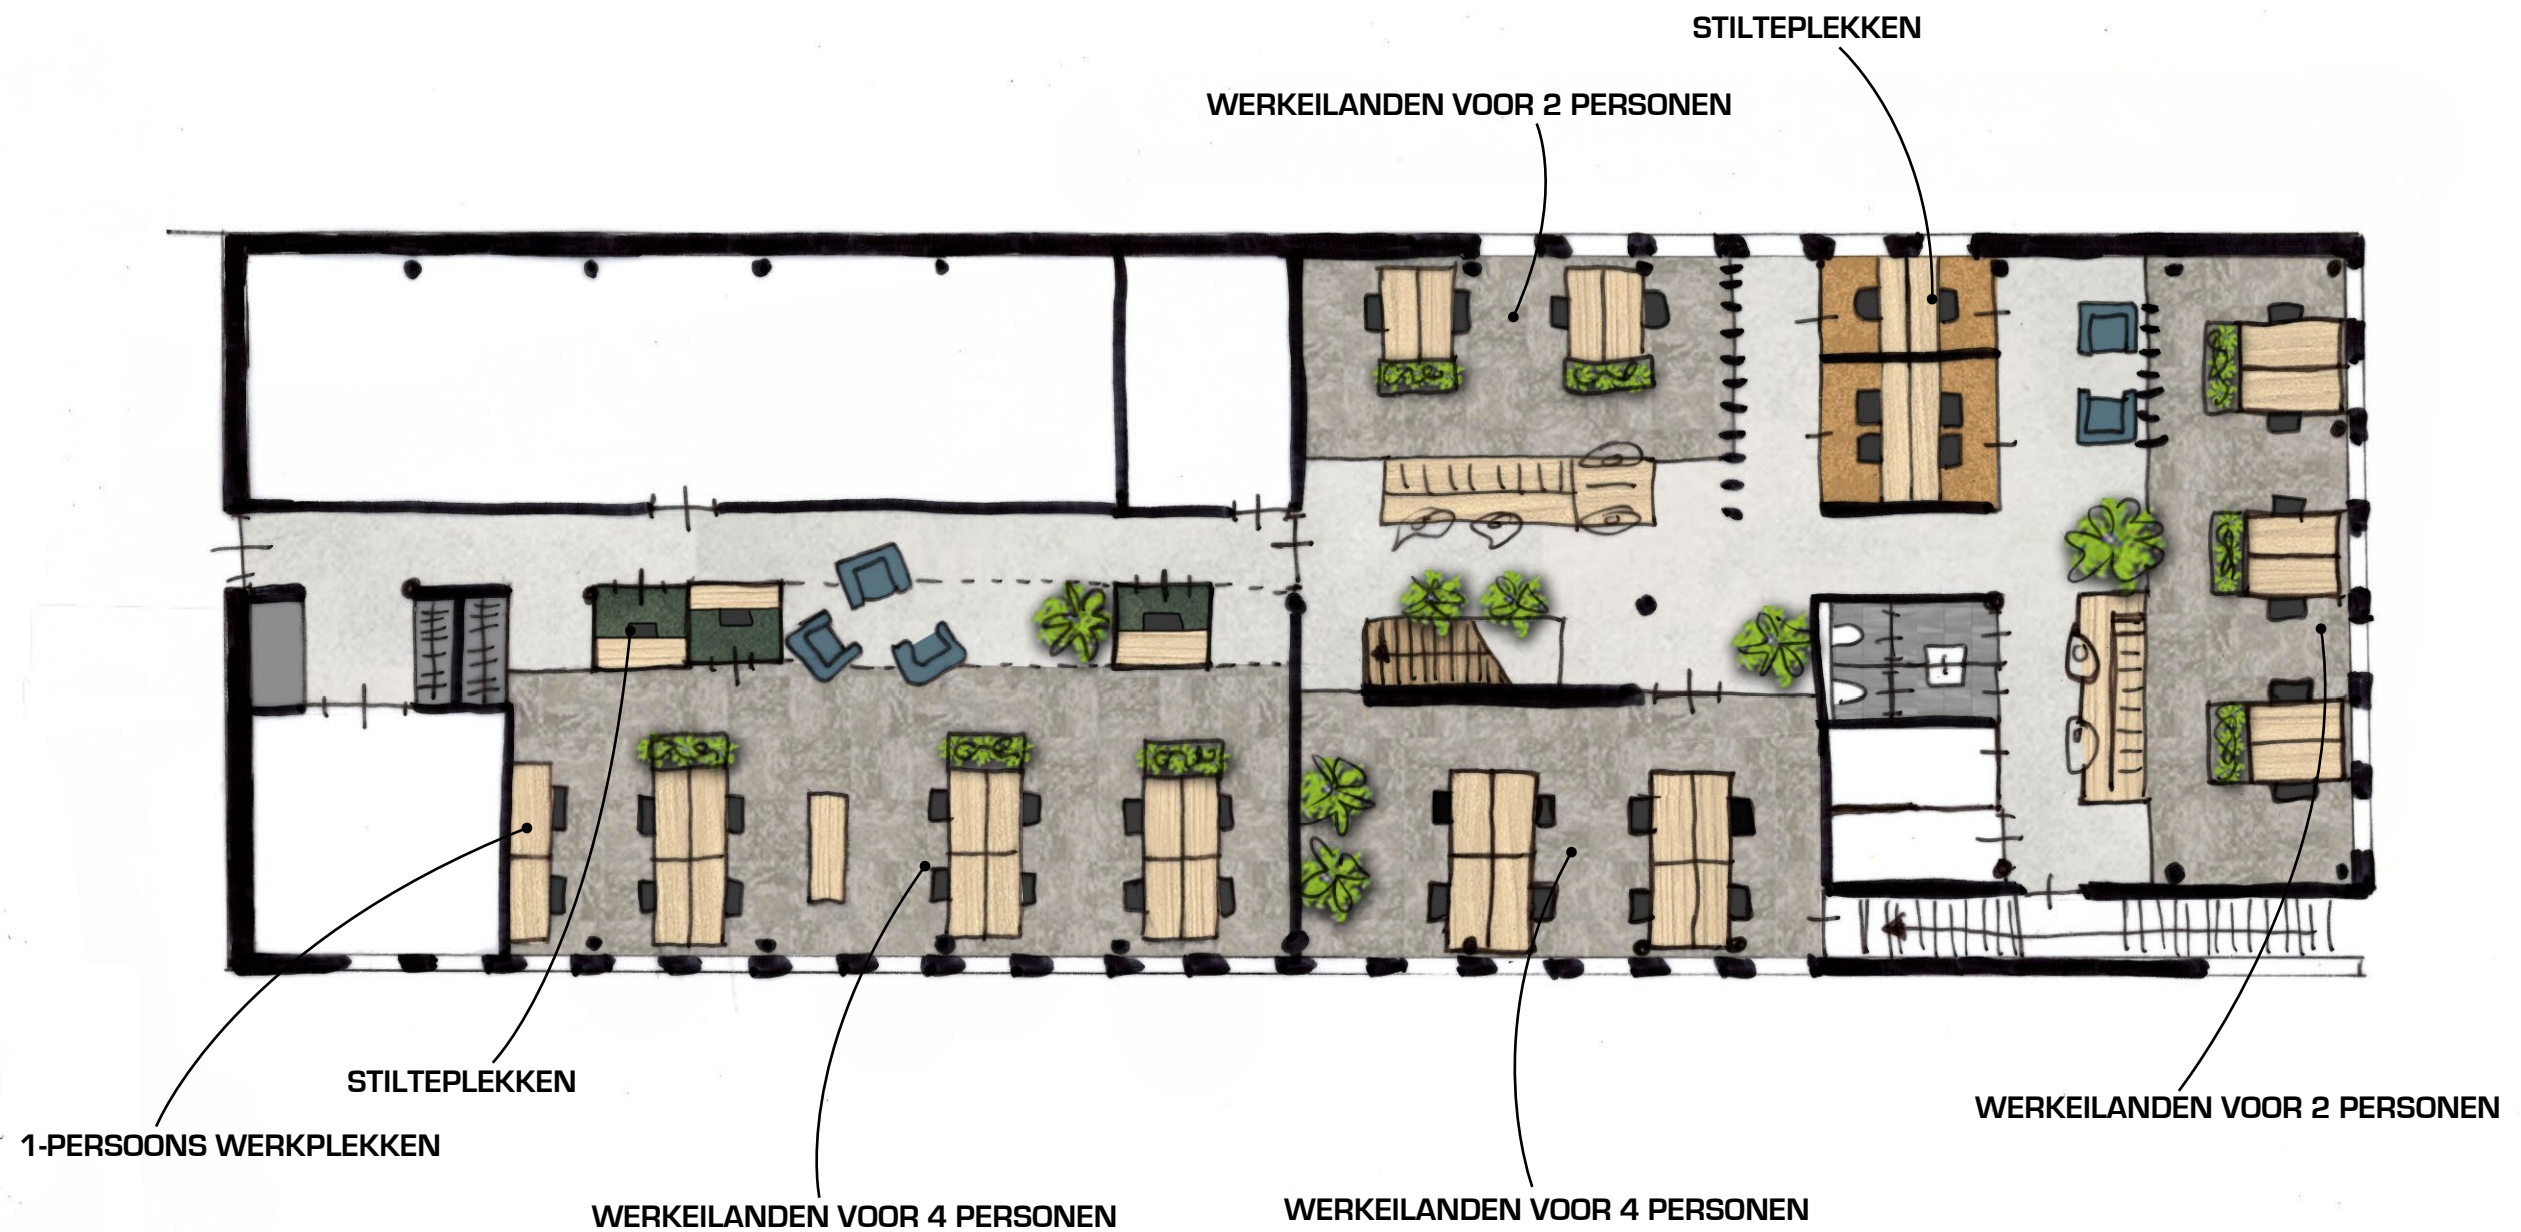 STILTEPLEKKEN
WERKEILANDEN VOOR 2 PERSONEN
STILTEPLEKKEN
1-PERSOONS WERKPLEKKEN
WERKEILANDEN VOOR 4 PERSONEN
WERKEILANDEN VOOR 4 PERSONEN
WERKEILANDEN VOOR 2 PERSONEN